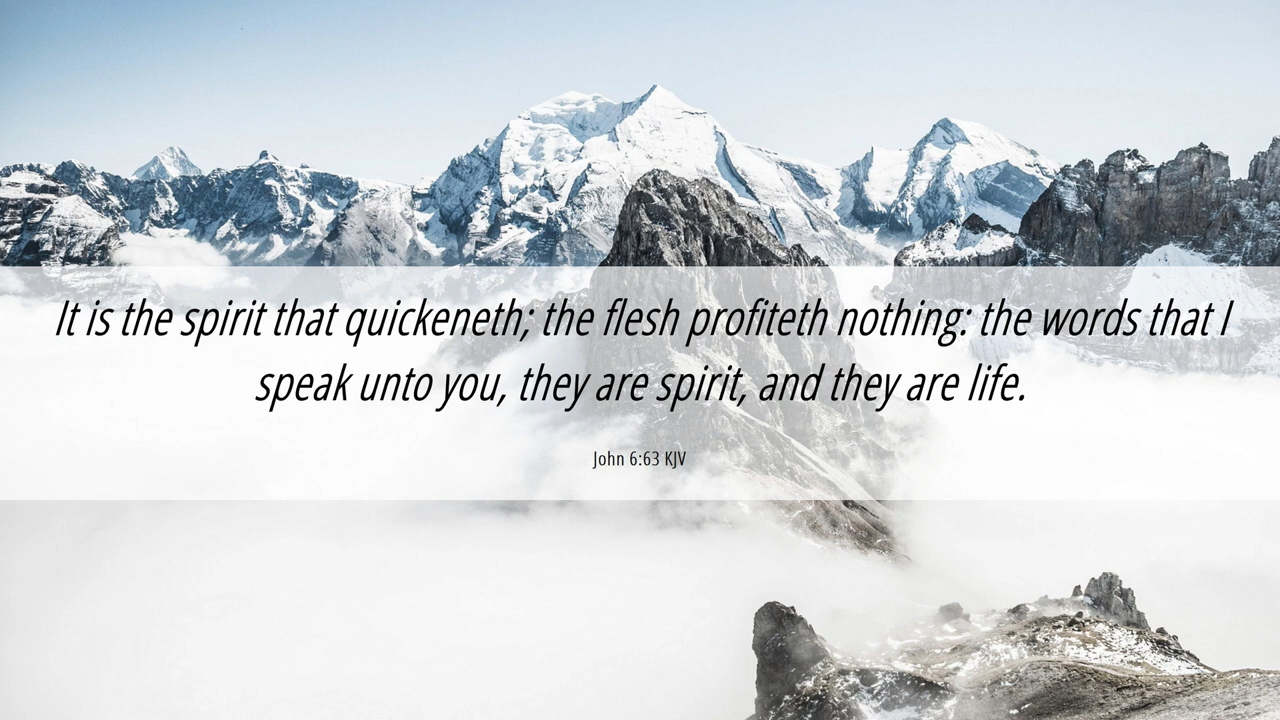 It is the spirit that quickeneth; the flesh profiteth nothing: the words that I
speak unto you, they are spirit, and they are life.
John 6:63 KJV